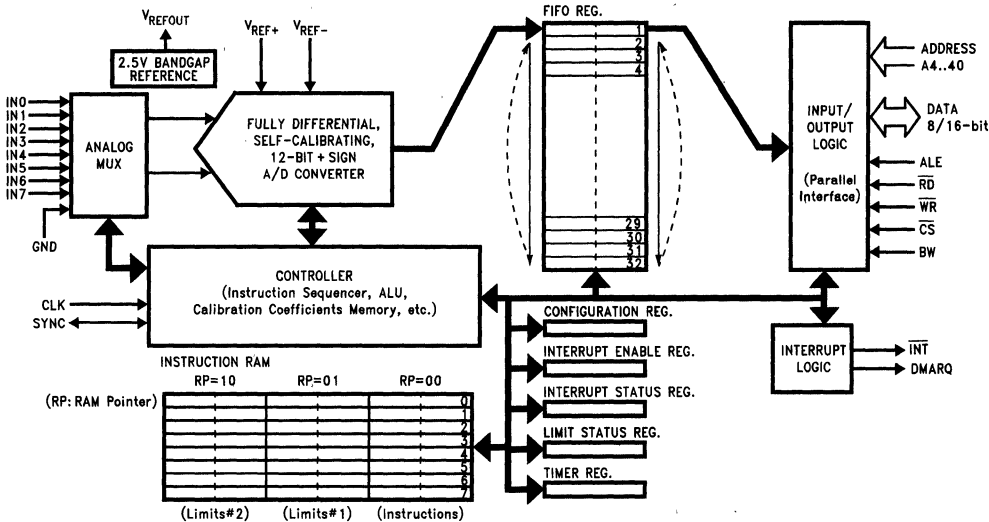 VREFOUT
2.5V BANDGAP
REFERENCE
VREF+ VREF-
IN0
IN1
IN2
IN3
IN4
IN5
IN6
IN7
GND
ANALOG
MUX
FULLY DIFFERENTIAL,
SELF-CALIBRATING,
12-BIT + SIGN
A/D CONVERTER
FIFO REG.
1
2
3
4
29
30
31
32
INPUT/
OUTPUT
LOGIC
(Parallel
Interface)
ADDRESS
A4..40
DATA
8/16-bit
ALE
RD
WR
CS
BW
CONTROLLER
(Instruction Sequencer, ALU,
Calibration Coefficients Memory, etc.)
CLK
SYNC
CONFIGURATION REG.
INTERRUPT ENABLE REG.
INTERRUPT STATUS REG.
LIMIT STATUS REG.
TIMER REG.
INTERRUPT
LOGIC
INT
DMARQ
INSTRUCTION RAM
RP=10 RP=01 RP=00
(RP: RAM Pointer)
0
1
2
3
4
5
6
7
(Limits#2) (Limits#1) (Instructions)